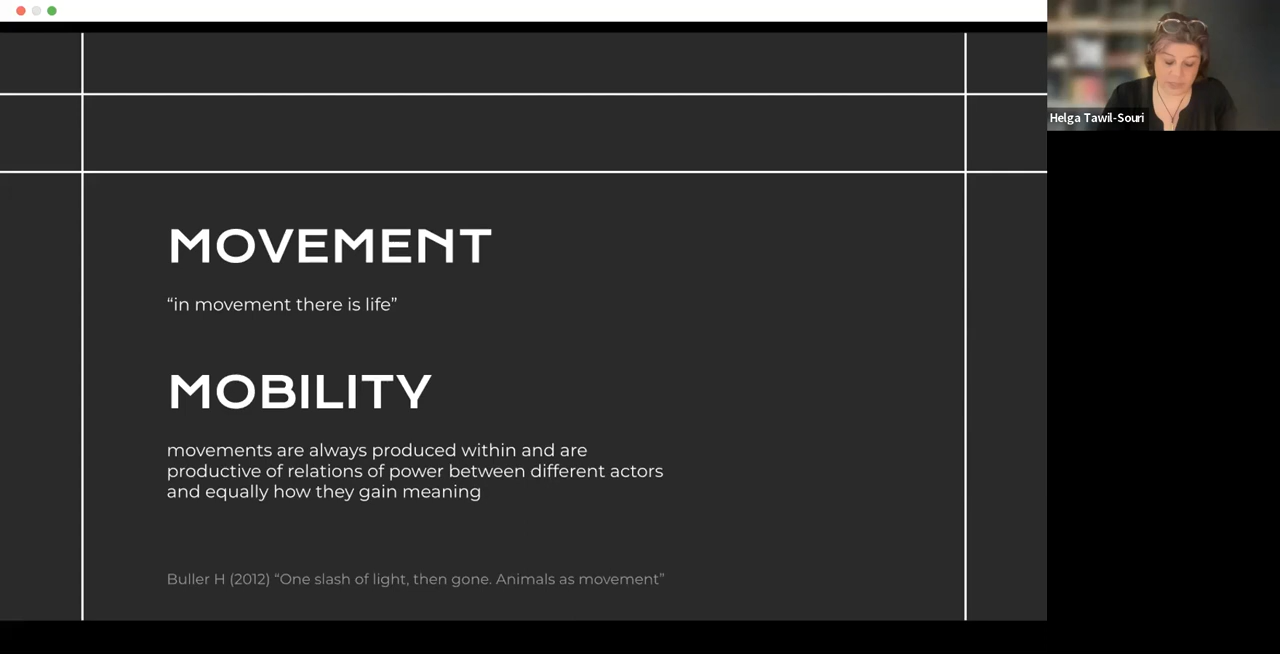 MOVEMENT
“in movement there is life”
MOBILITY
movements are always produced within and are
productive of relations of power between different actors
and equally how they gain meaning
Buller H (2012) “One slash of light, then gone. Animals as movement”
Helga Tawil-Souri